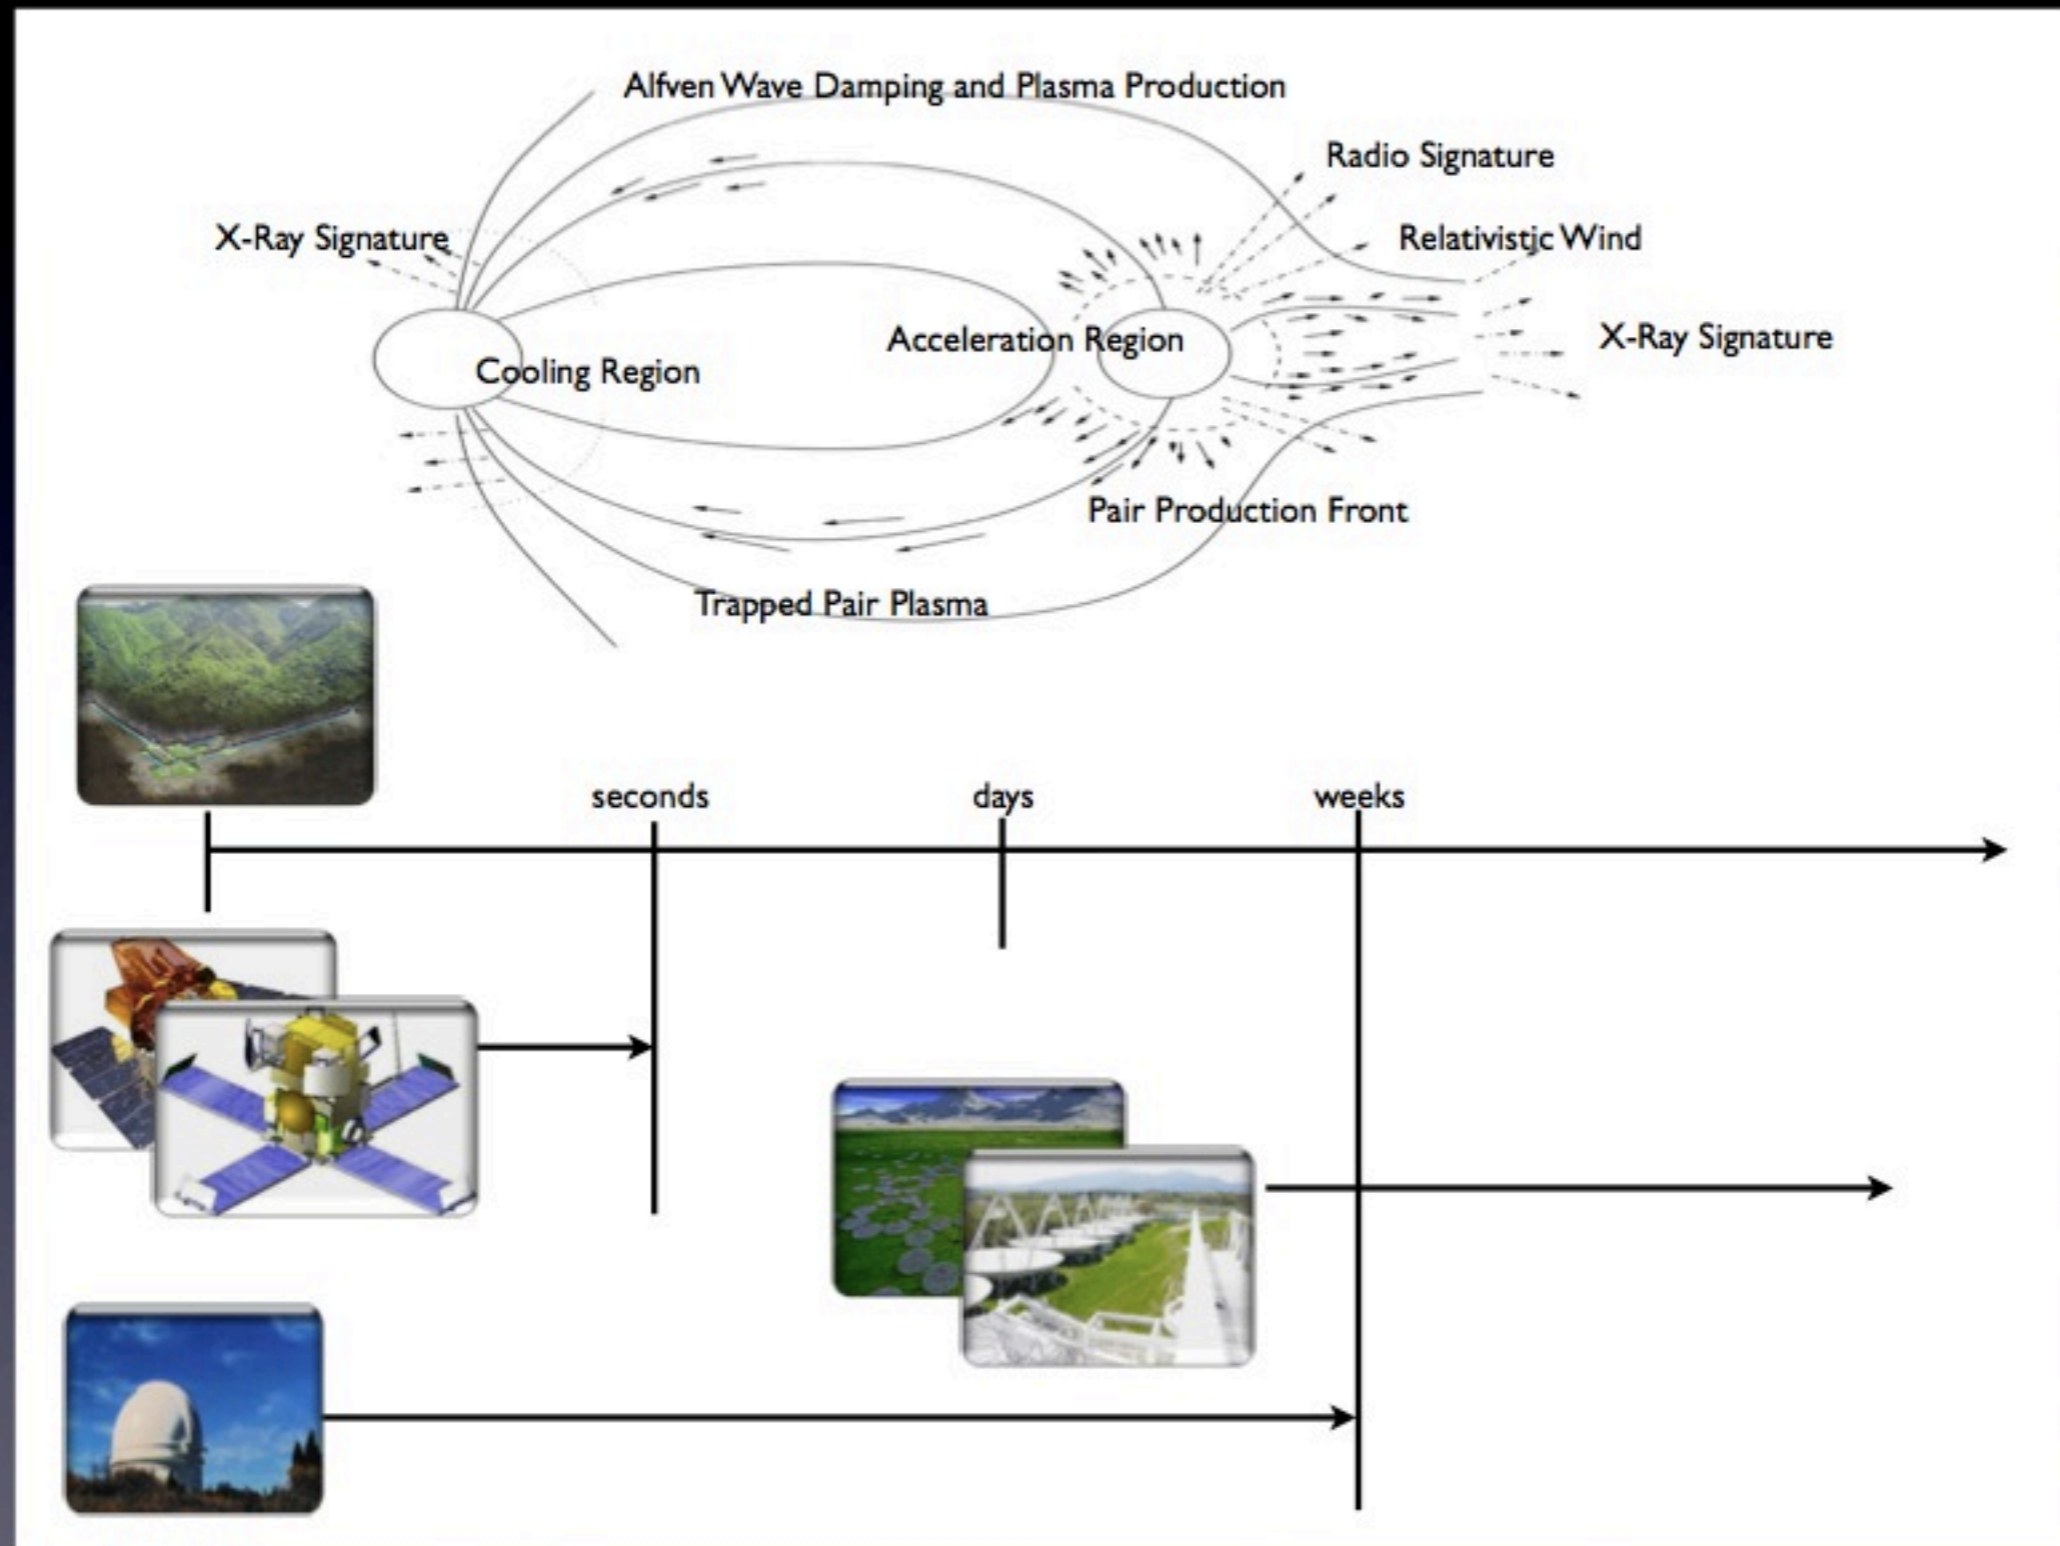 Alfven Wave Damping and Plasma Production
Radio Signature
X-Ray Signature
Relativistic Wind
Acceleration Region
X-Ray Signature
Cooling Region
Pair Production Front
Trapped Pair Plasma
seconds
days
weeks